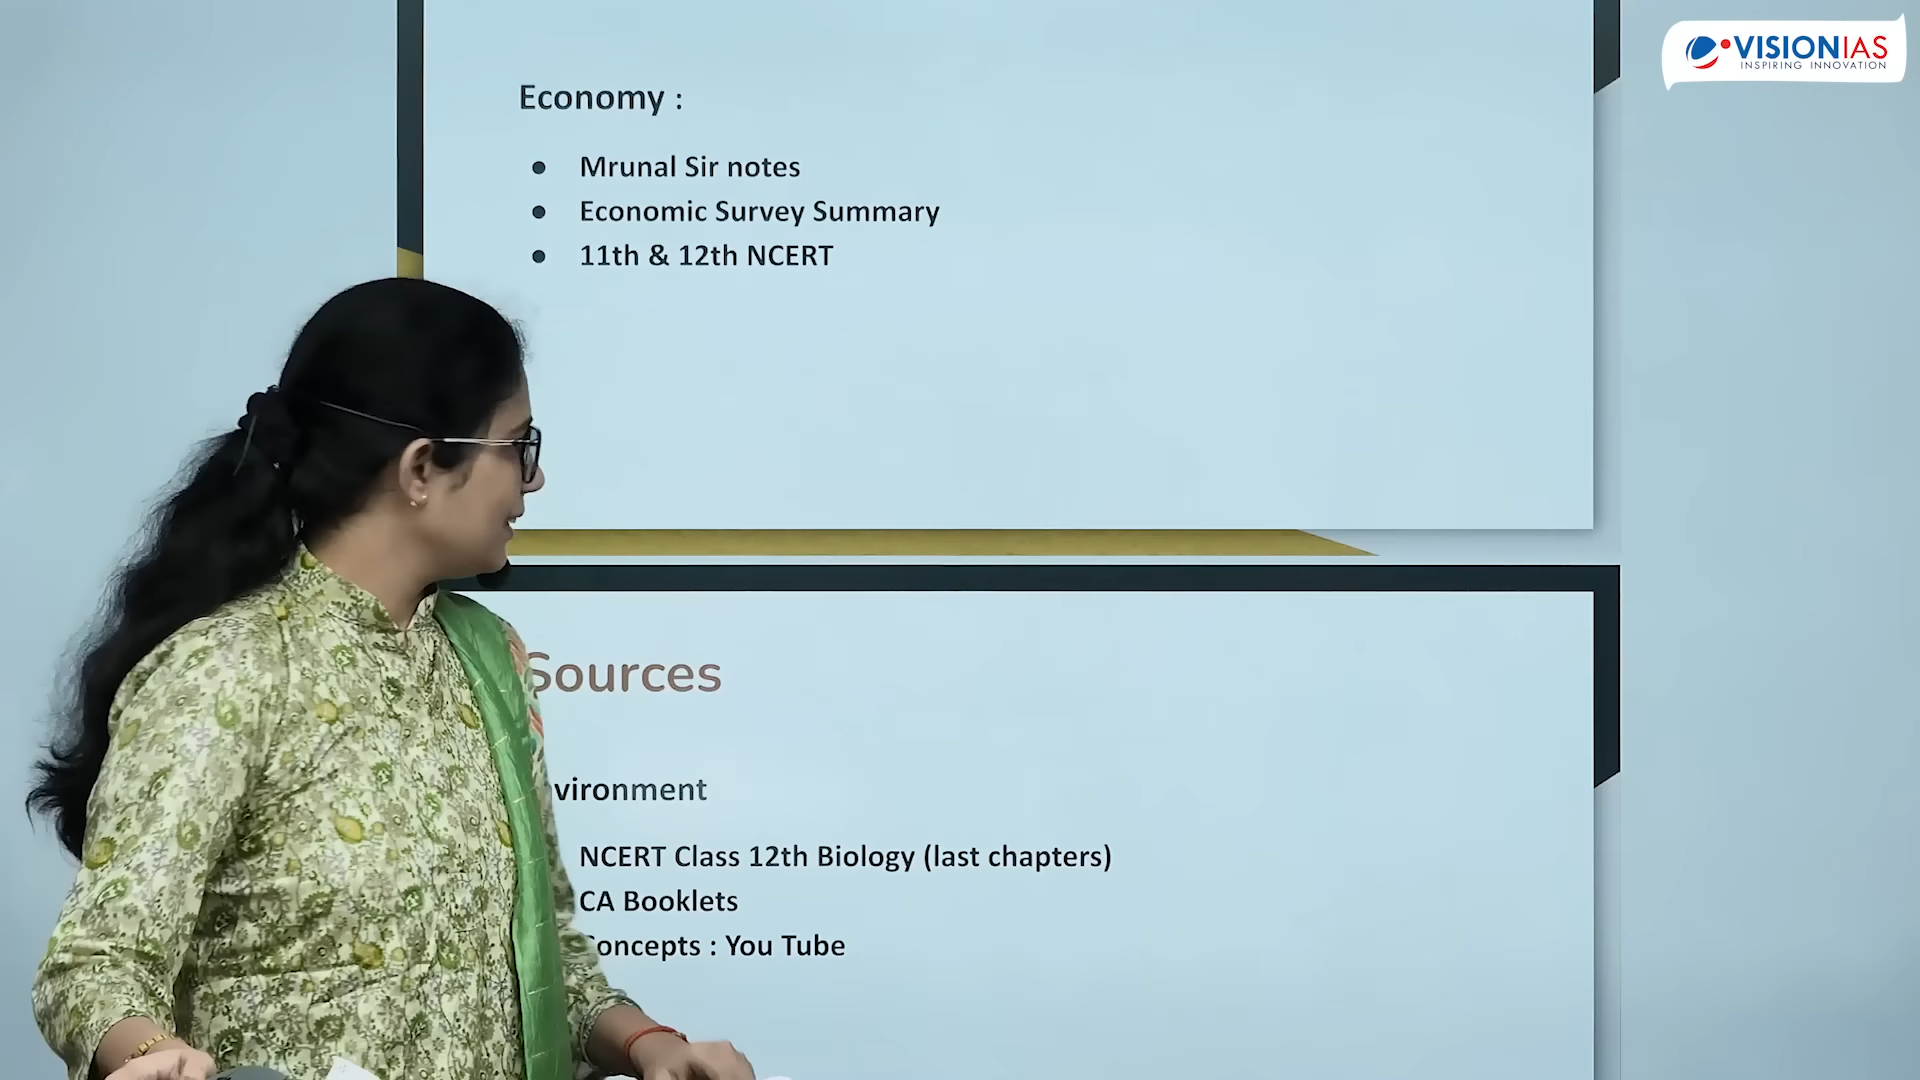 VISIONIAS
INSPIRING INNOVATION
Economy :
● Mrunal Sir notes
● Economic Survey Summary
● 11th & 12th NCERT
Sources
vironment
NCERT Class 12th Biology (last chapters)
CA Booklets
Concepts : You Tube